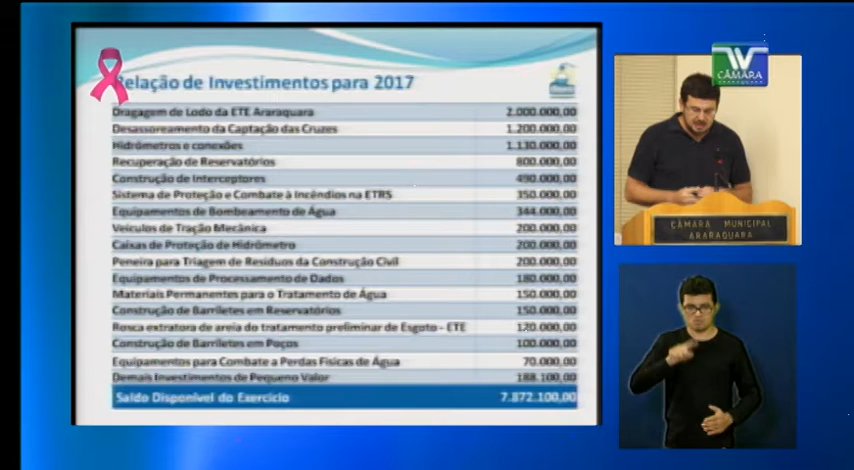 Relação de Investimentos para 2017
Dragagem de Lodo da ETE Araraquara 2.000.000,00
Desassoreamento da Captação das Cruzes 1.200.000,00
Hidrômetros e conexões 1.130.000,00
Recuperação de Reservatórios 800.000,00
Construção de Interceptores 490.000,00
Sistema de Proteção e Combate à Incêndios na ETRS 350.000,00
Equipamentos de Bombeamento de Água 344.000,00
Veículos de Tração Mecânica 200.000,00
Caixas de Proteção de Hidrômetro 200.000,00
Peneira para Triagem de Resíduos da Construção Civil 200.000,00
Equipamentos de Processamento de Dados 180.000,00
Materiais Permanentes para o Tratamento de Água 150.000,00
Construção de Barriletes em Reservatórios 150.000,00
Rosca extratora de areia do tratamento preliminar de Esgoto - ETE
Construção de Barriletes em Poços 100.000,00
Equipamentos para Combate a Perdas Físicas de Água 70.000,00
Demais Investimentos de Pequeno Valor 188.100,00
Saldo Disponível do Exercício 7.872.100,00
TV
CÂMARA
CÂMARA MUNICIPAL
ARARAQUARA